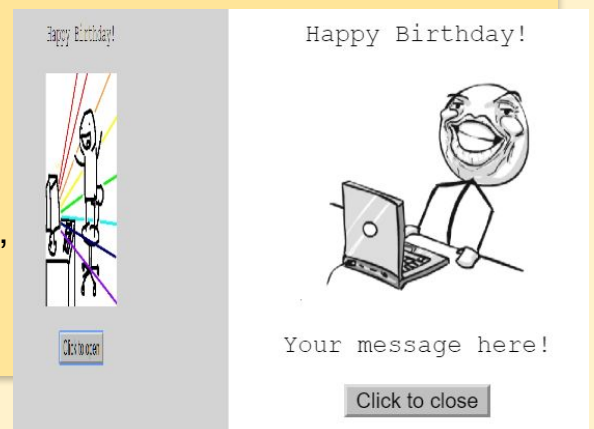 Happy Birthday!
Click to open
,
Happy Birthday!
Your message here!
Click to close